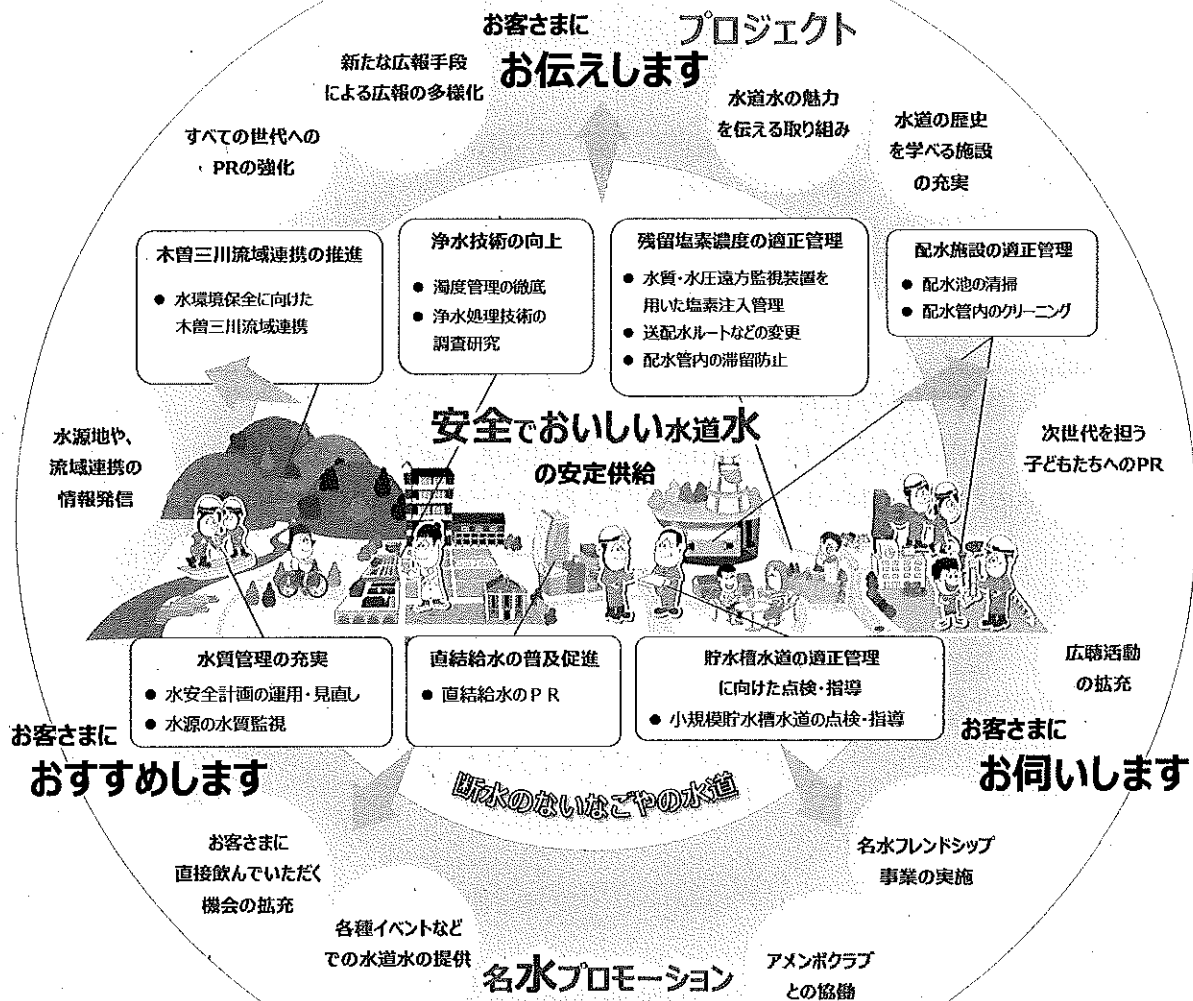 お客さまに
お伝えします
プロジェクト
新たな広報手段
による広報の多様化
水道水の魅力
を伝える取り組み
すべての世代への
PRの強化
水道の歴史
を学べる施設
の充実
木曽三川流域連携の推進
● 水環境保全に向けた
木曽三川流域連携
浄水技術の向上
● 濁度管理の徹底
● 浄水処理技術の
調査研究
残留塩素濃度の適正管理
● 水質・水圧遠方監視装置を
用いた塩素注入管理
● 送配水ルートなどの変更
● 配水管内の滞留防止
配水施設の適正管理
● 配水池の清掃
● 配水管内のクリーニング
安全でおいしい水道水
の安定供給
水源地や、
流域連携の
情報発信
次世代を担う
子どもたちへのPR
水質管理の充実
● 水安全計画の運用・見直し
● 水源の水質監視
直結給水の普及促進
● 直結給水のPR
貯水槽水道の適正管理
に向けた点検・指導
● 小規模貯水槽水道の点検・指導
広聴活動
の拡充
お客さまに
おすすめします
お客さまに
お伺いします
断水のないなごやの水道
お客さまに
直接飲んでいただく
機会の拡充
名水フレンドシップ
事業の実施
各種イベントなど
での水道水の提供
名水プロモーション
アメンボクラブ
との協働